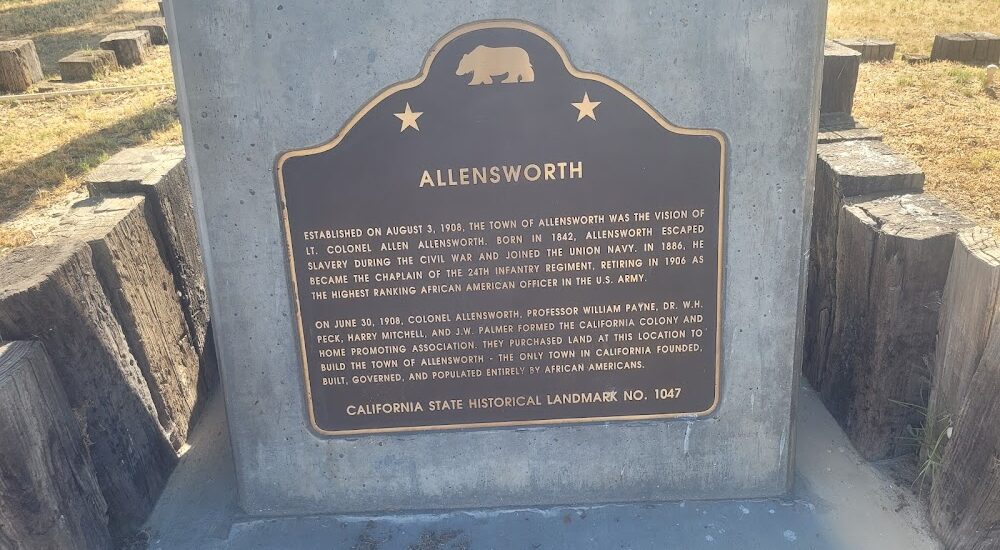 ALLENSWORTH
ESTABLISHED ON AUGUST 3, 1908, THE TOWN OF ALLENSWORTH WAS THE VISION OF
LT. COLONEL ALLEN ALLENSWORTH. BORN IN 1842, ALLENSWORTH ESCAPED
SLAVERY DURING THE CIVIL WAR AND JOINED THE UNION NAVY. IN 1886, HE
BECAME THE CHAPLAIN OF THE 24TH INFANTRY REGIMENT, RETIRING IN 1906 AS
THE HIGHEST RANKING AFRICAN AMERICAN OFFICER IN THE U.S. ARMY.
ON JUNE 30, 1908, COLONEL ALLENSWORTH, PROFESSOR WILLIAM PAYNE, DR. W.H.
PECK, HARRY MITCHELL, AND J.W. PALMER FORMED THE CALIFORNIA COLONY AND
HOME PROMOTING ASSOCIATION. THEY PURCHASED LAND AT THIS LOCATION TO
BUILD THE TOWN OF ALLENSWORTH - THE ONLY TOWN IN CALIFORNIA FOUNDED,
BUILT, GOVERNED, AND POPULATED ENTIRELY BY AFRICAN AMERICANS.
CALIFORNIA STATE HISTORICAL LANDMARK NO. 1047